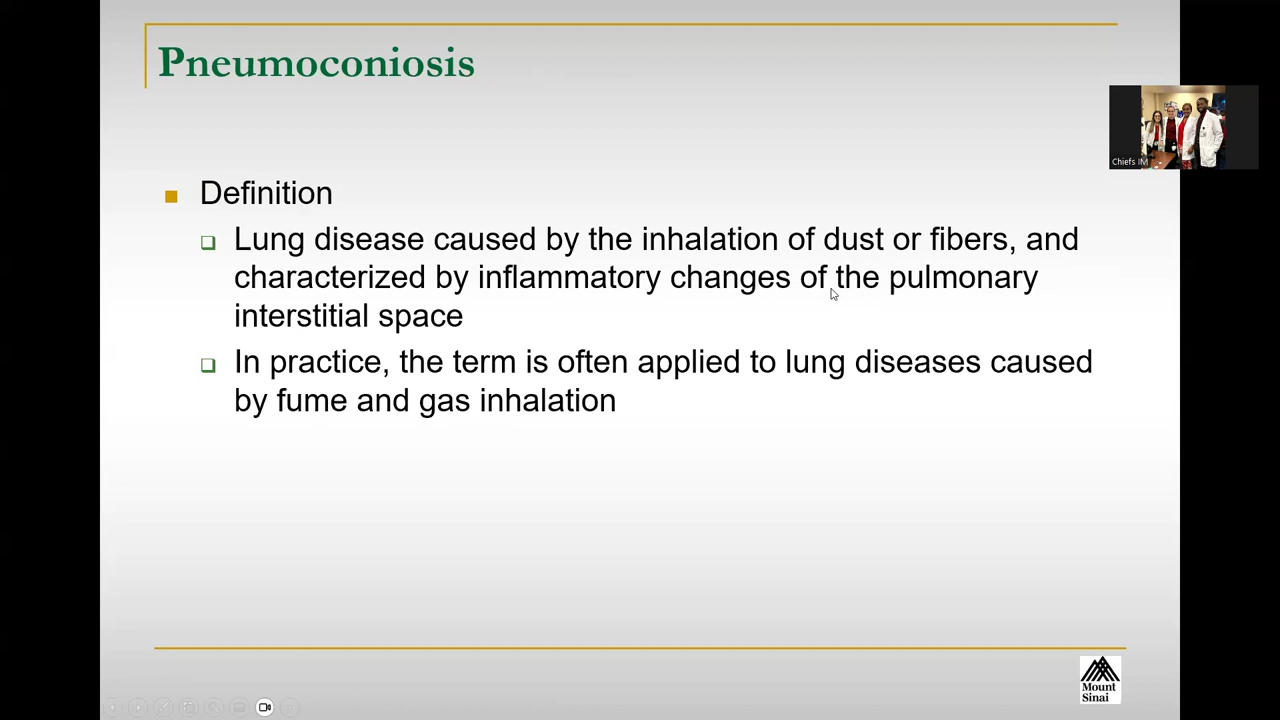 Pneumoconiosis
Definition
Lung disease caused by the inhalation of dust or fibers, and
characterized by inflammatory changes of the pulmonary
interstitial space
In practice, the term is often applied to lung diseases caused
by fume and gas inhalation
Chiefs IM
Mount
Sinai